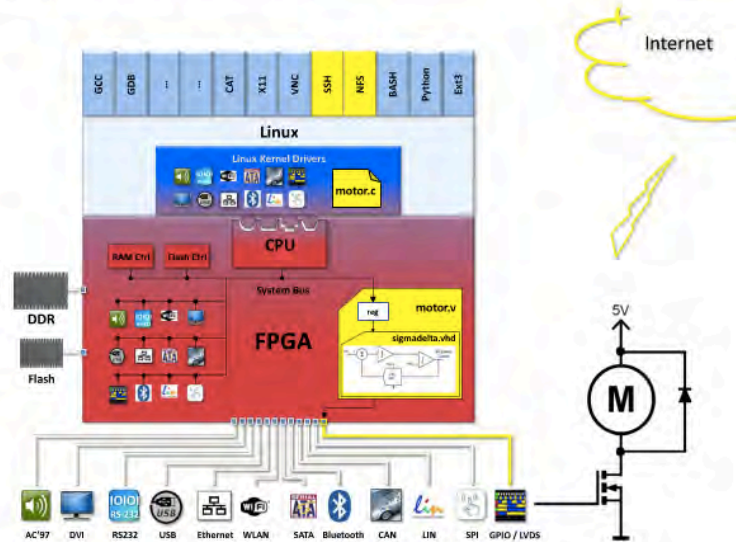 Internet
GCC
GDB
⁝
⁝
CAT
X11
VNC
SSH
NFS
BASH
Python
Ext3
Linux
Linux Kernel Drivers
motor.c
CPU
RAM Ctrl
Flash Ctrl
System Bus
DDR
Flash
FPGA
reg
motor.v
sigmadelta.vhd
5V
M
AC'97
DVI
RS232
USB
Ethernet
WLAN
SATA
Bluetooth
CAN
LIN
SPI
GPIO / LVDS